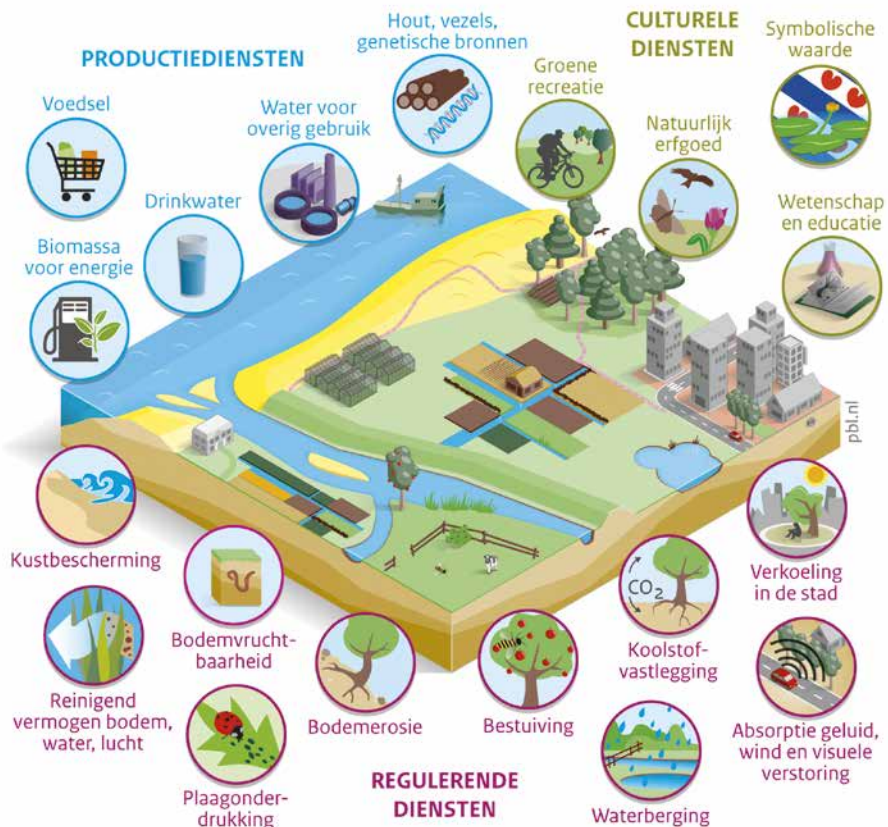 PRODUCTIEDIENSTEN
Voedsel
Biomassa
voor energie
Drinkwater
Water voor
overig gebruik
Hout, vezels,
genetische bronnen
CULTURELE
DIENSTEN
Groene
recreatie
Natuurlijk
erfgoed
Symbolische
waarde
Wetenschap
en educatie
pbl.nl
Kustbescherming
Reinigend
vermogen bodem,
water, lucht
Bodemvrucht-
baarheid
Plaagonder-
drukking
Bodemerosie
REGULERENDE
DIENSTEN
Bestuiving
CO2
Koolstof-
vastlegging
Waterberging
Verkoeling
in de stad
Absorptie geluid,
wind en visuele
verstoring